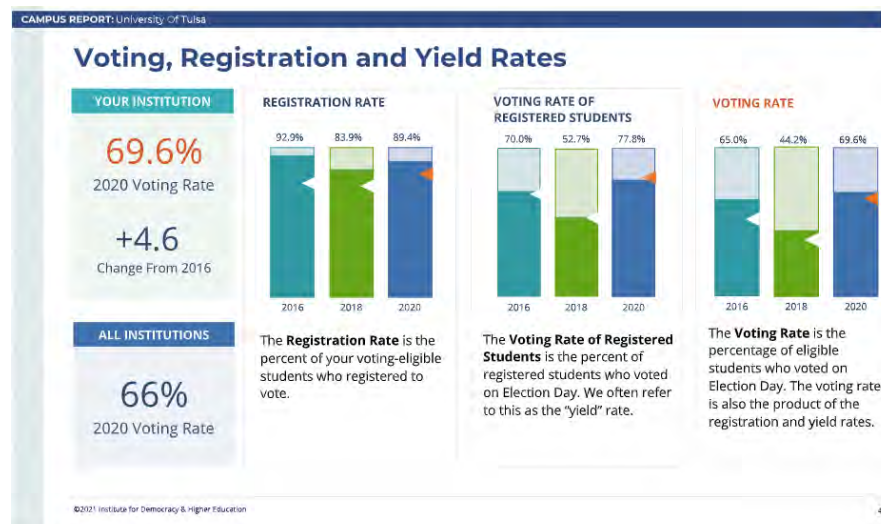 CAMPUS REPORT: University Of Tulsa
Voting, Registration and Yield Rates
YOUR INSTITUTION
69.6%
2020 Voting Rate
+4.6
Change From 2016
ALL INSTITUTIONS
66%
2020 Voting Rate
REGISTRATION RATE
92.9% 83.9% 89.4%
2016 2018 2020
The Registration Rate is the
percent of your voting-eligible
students who registered to
vote.
VOTING RATE OF
REGISTERED STUDENTS
70.0% 52.7% 77.8%
2016 2018 2020
The Voting Rate of Registered
Students is the percent of
registered students who voted
on Election Day. We often refer
to this as the "yield" rate.
VOTING RATE
65.0% 44.2% 69.6%
2016 2018 2020
The Voting Rate is the
percentage of eligible
students who voted on
Election Day. The voting rate
is also the product of the
registration and yield rates.
©2021 Institute for Democracy & Higher Education
4